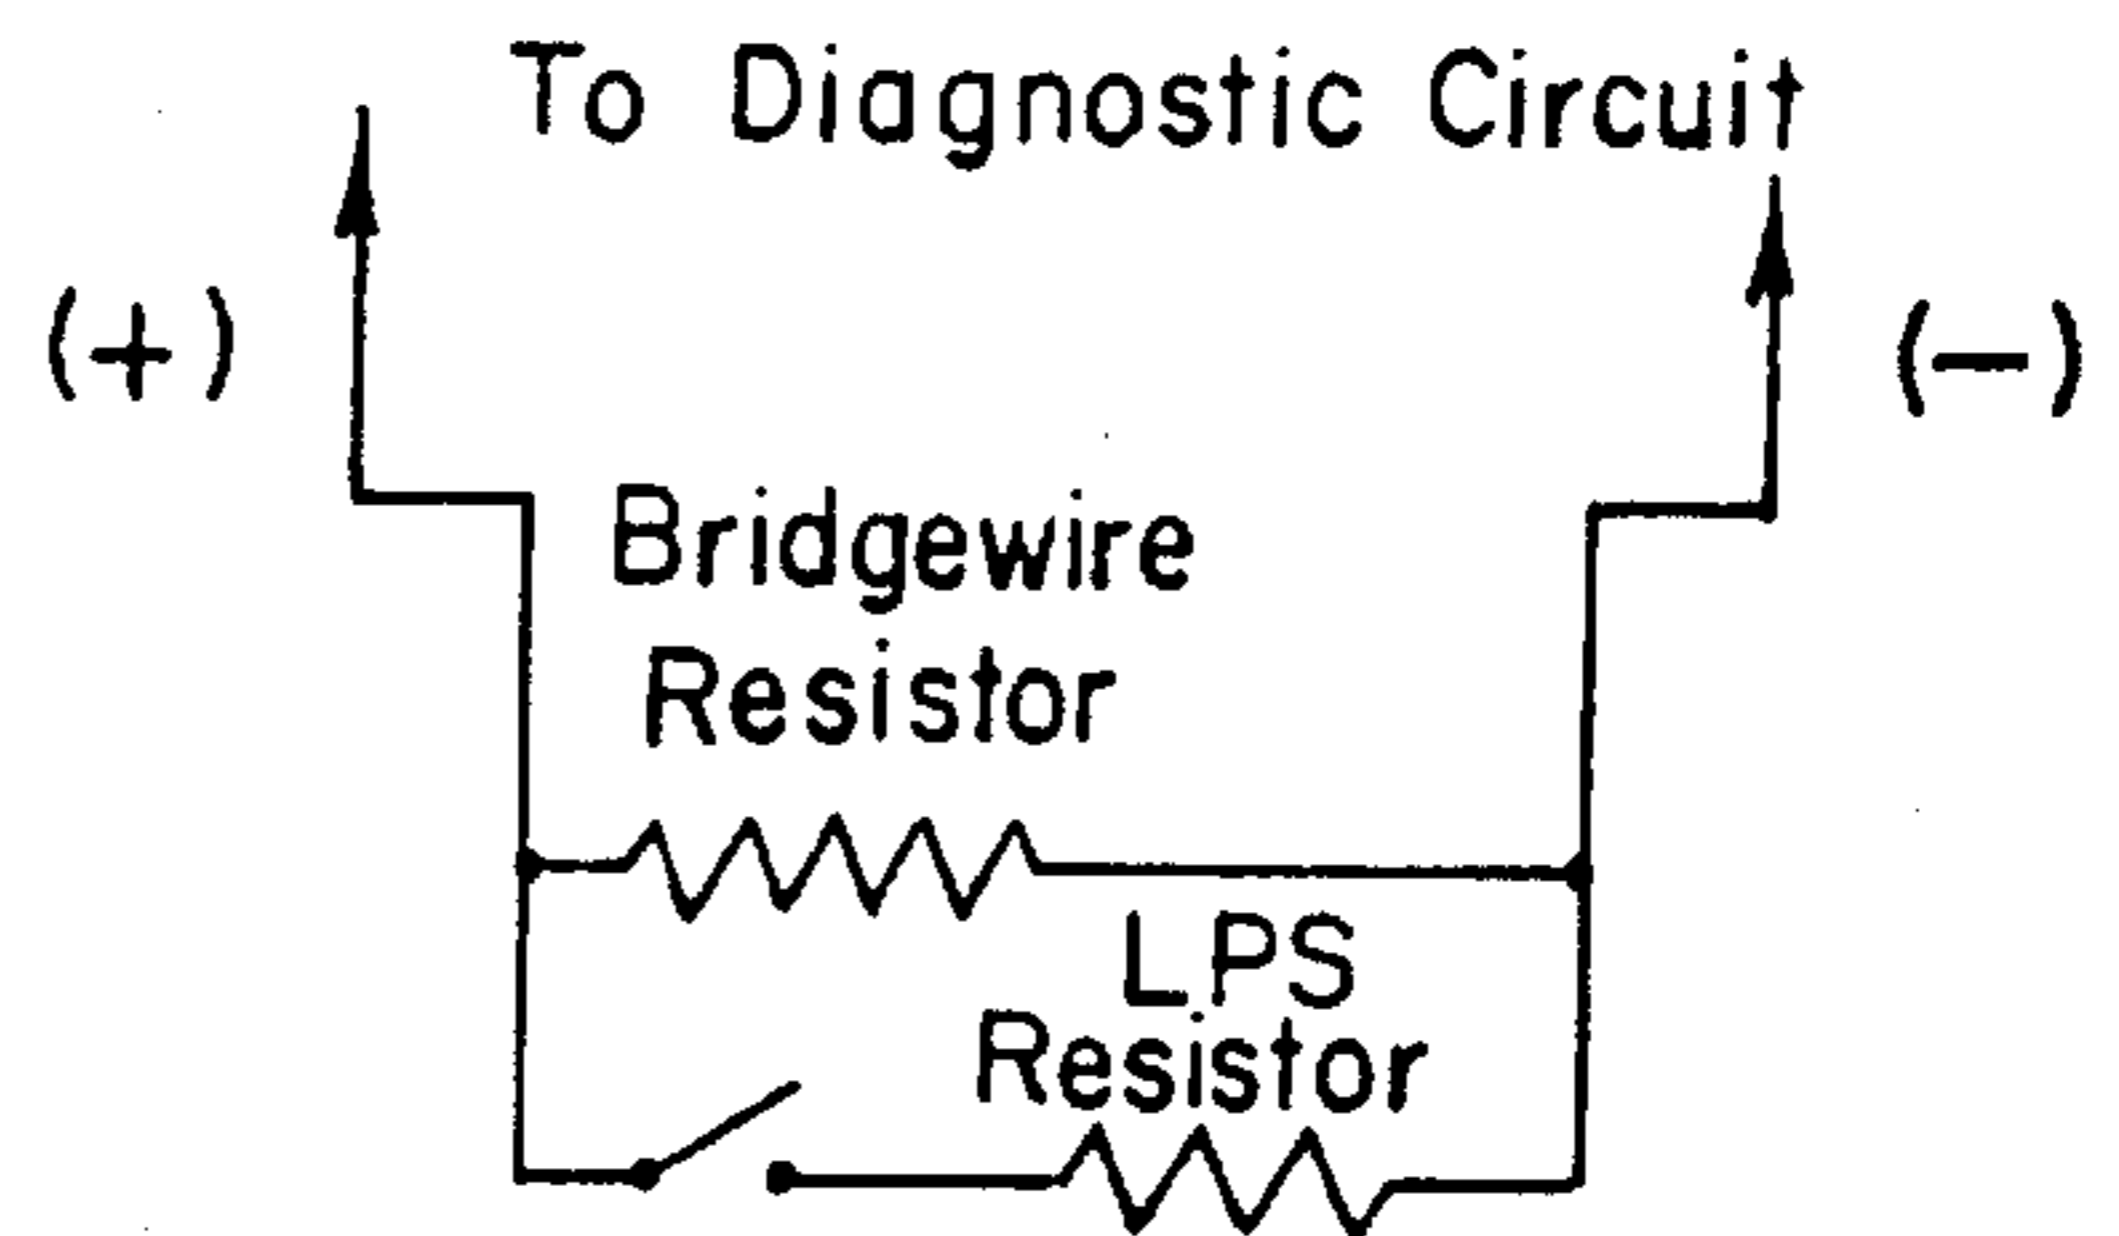 To Diagnostic Circuit
(+)
(−)
Bridgewire
Resistor
LPS
Resistor